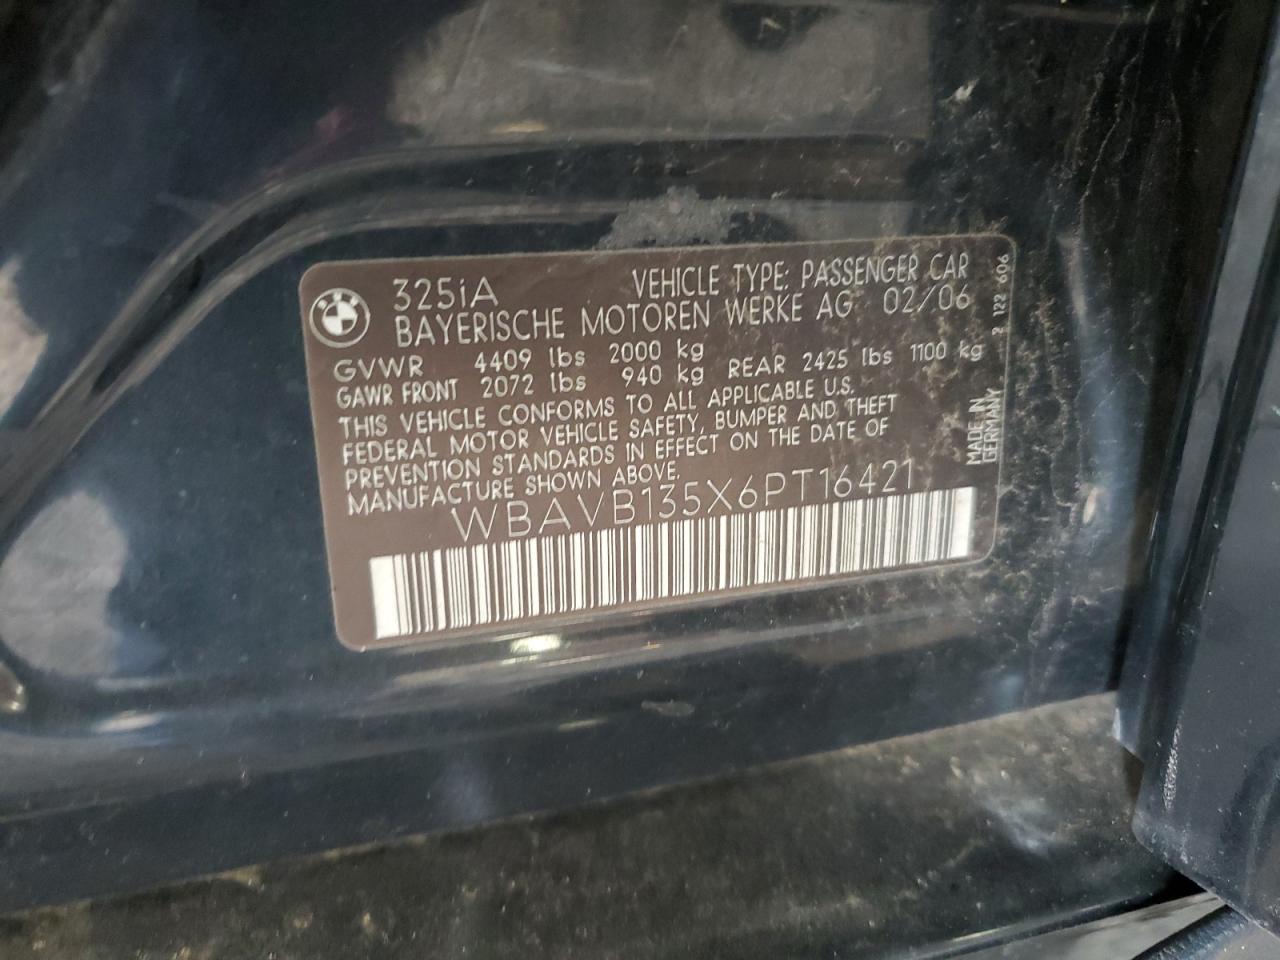 325iA VEHICLE TYPE: PASSENGER CAR
BAYERISCHE MOTOREN WERKE AG 02/06
GVWR 4409 lbs 2000 kg
GAWR FRONT 2072 lbs 940 kg REAR 2425 lbs 1100 kg
THIS VEHICLE CONFORMS TO ALL APPLICABLE U.S.
FEDERAL MOTOR VEHICLE SAFETY, BUMPER AND THEFT
PREVENTION STANDARDS IN EFFECT ON THE DATE OF
MANUFACTURE SHOWN ABOVE.
WBAVB135X6PT16421
2 122 606
MADE IN
GERMANY